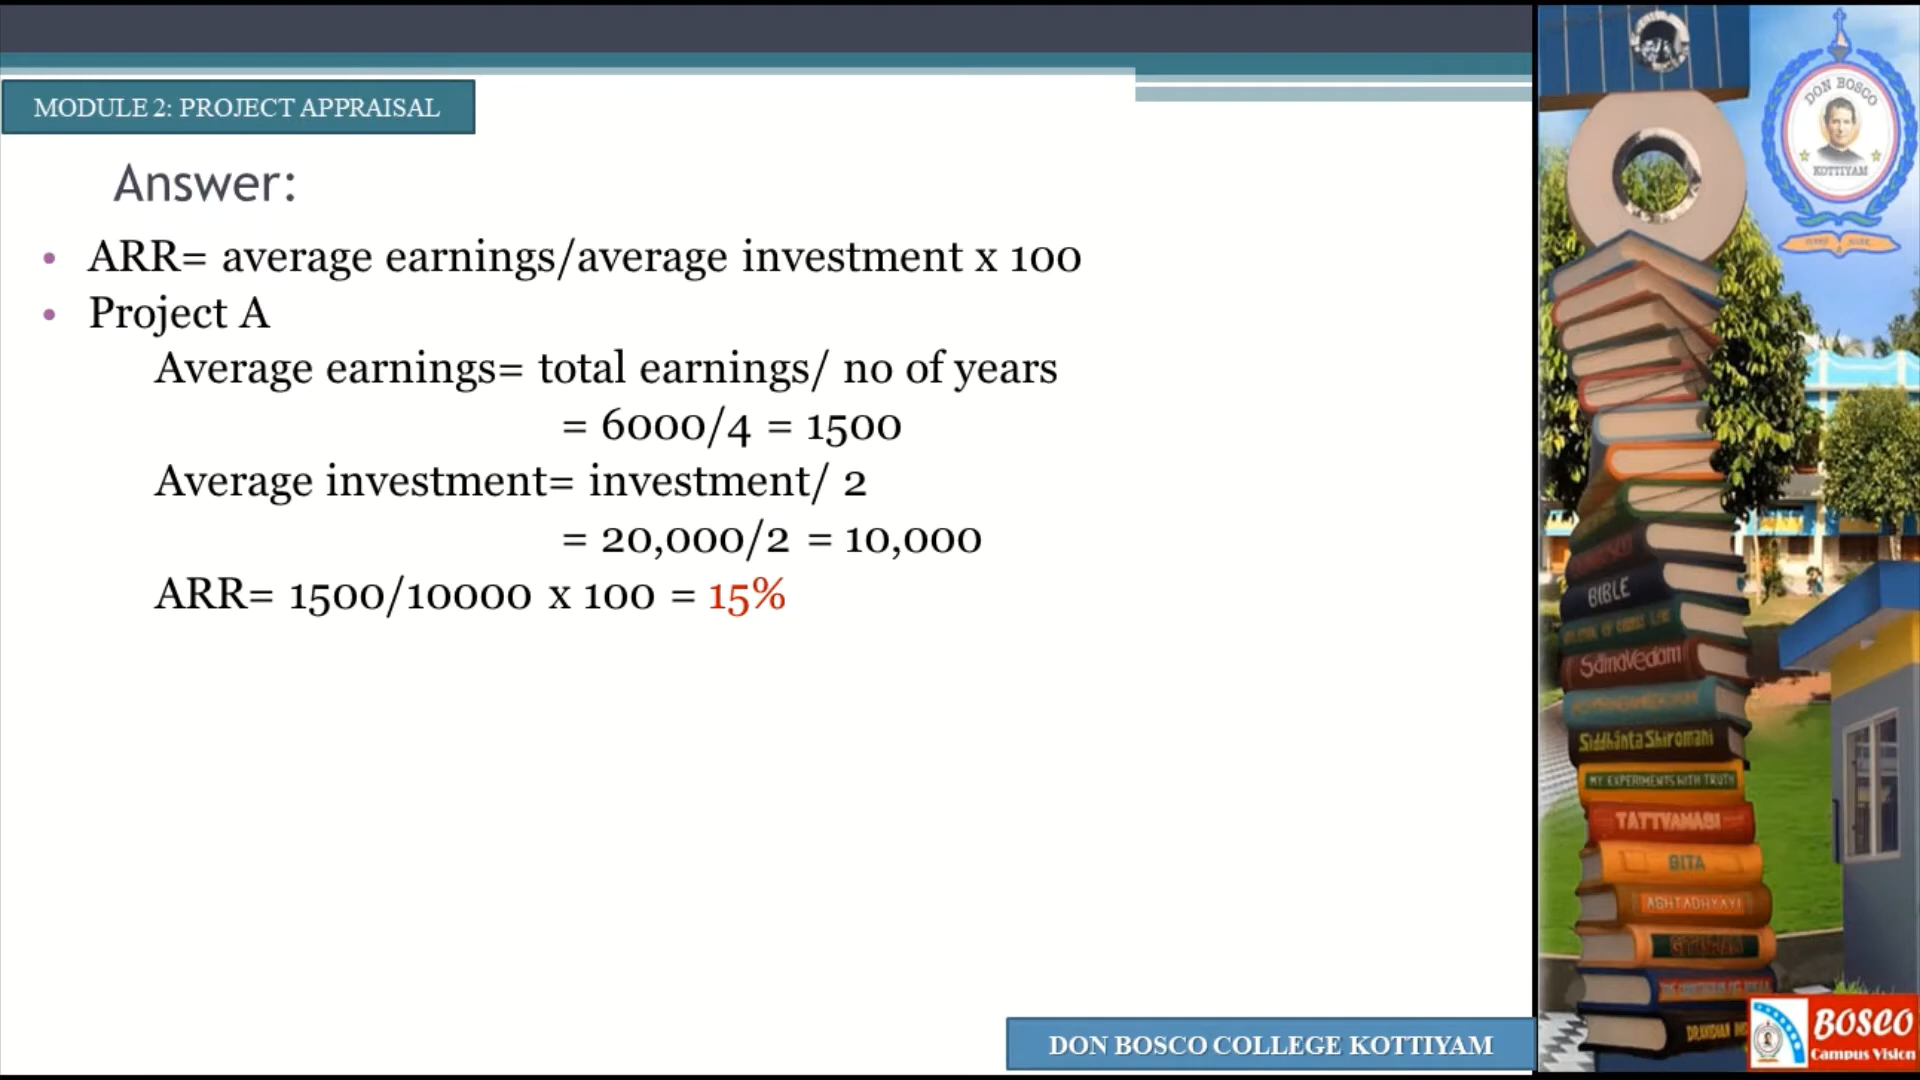 MODULE 2: PROJECT APPRAISAL
Answer:
• ARR= average earnings/average investment x 100
• Project A
Average earnings= total earnings/ no of years
= 6000/4 = 1500
Average investment= investment/ 2
= 20,000/2 = 10,000
ARR= 1500/10000 x 100 = 15%
DON BOSCO COLLEGE KOTTIYAM
DON BOSCO
KOTTIYAM
BIBLE
SamaVedam
Siddhanta Shiromani
MY EXPERIMENTS WITH TRUTH
TATTVAMASI
GITA
ASHTADHYAYI
BOSCO
Campus Vision